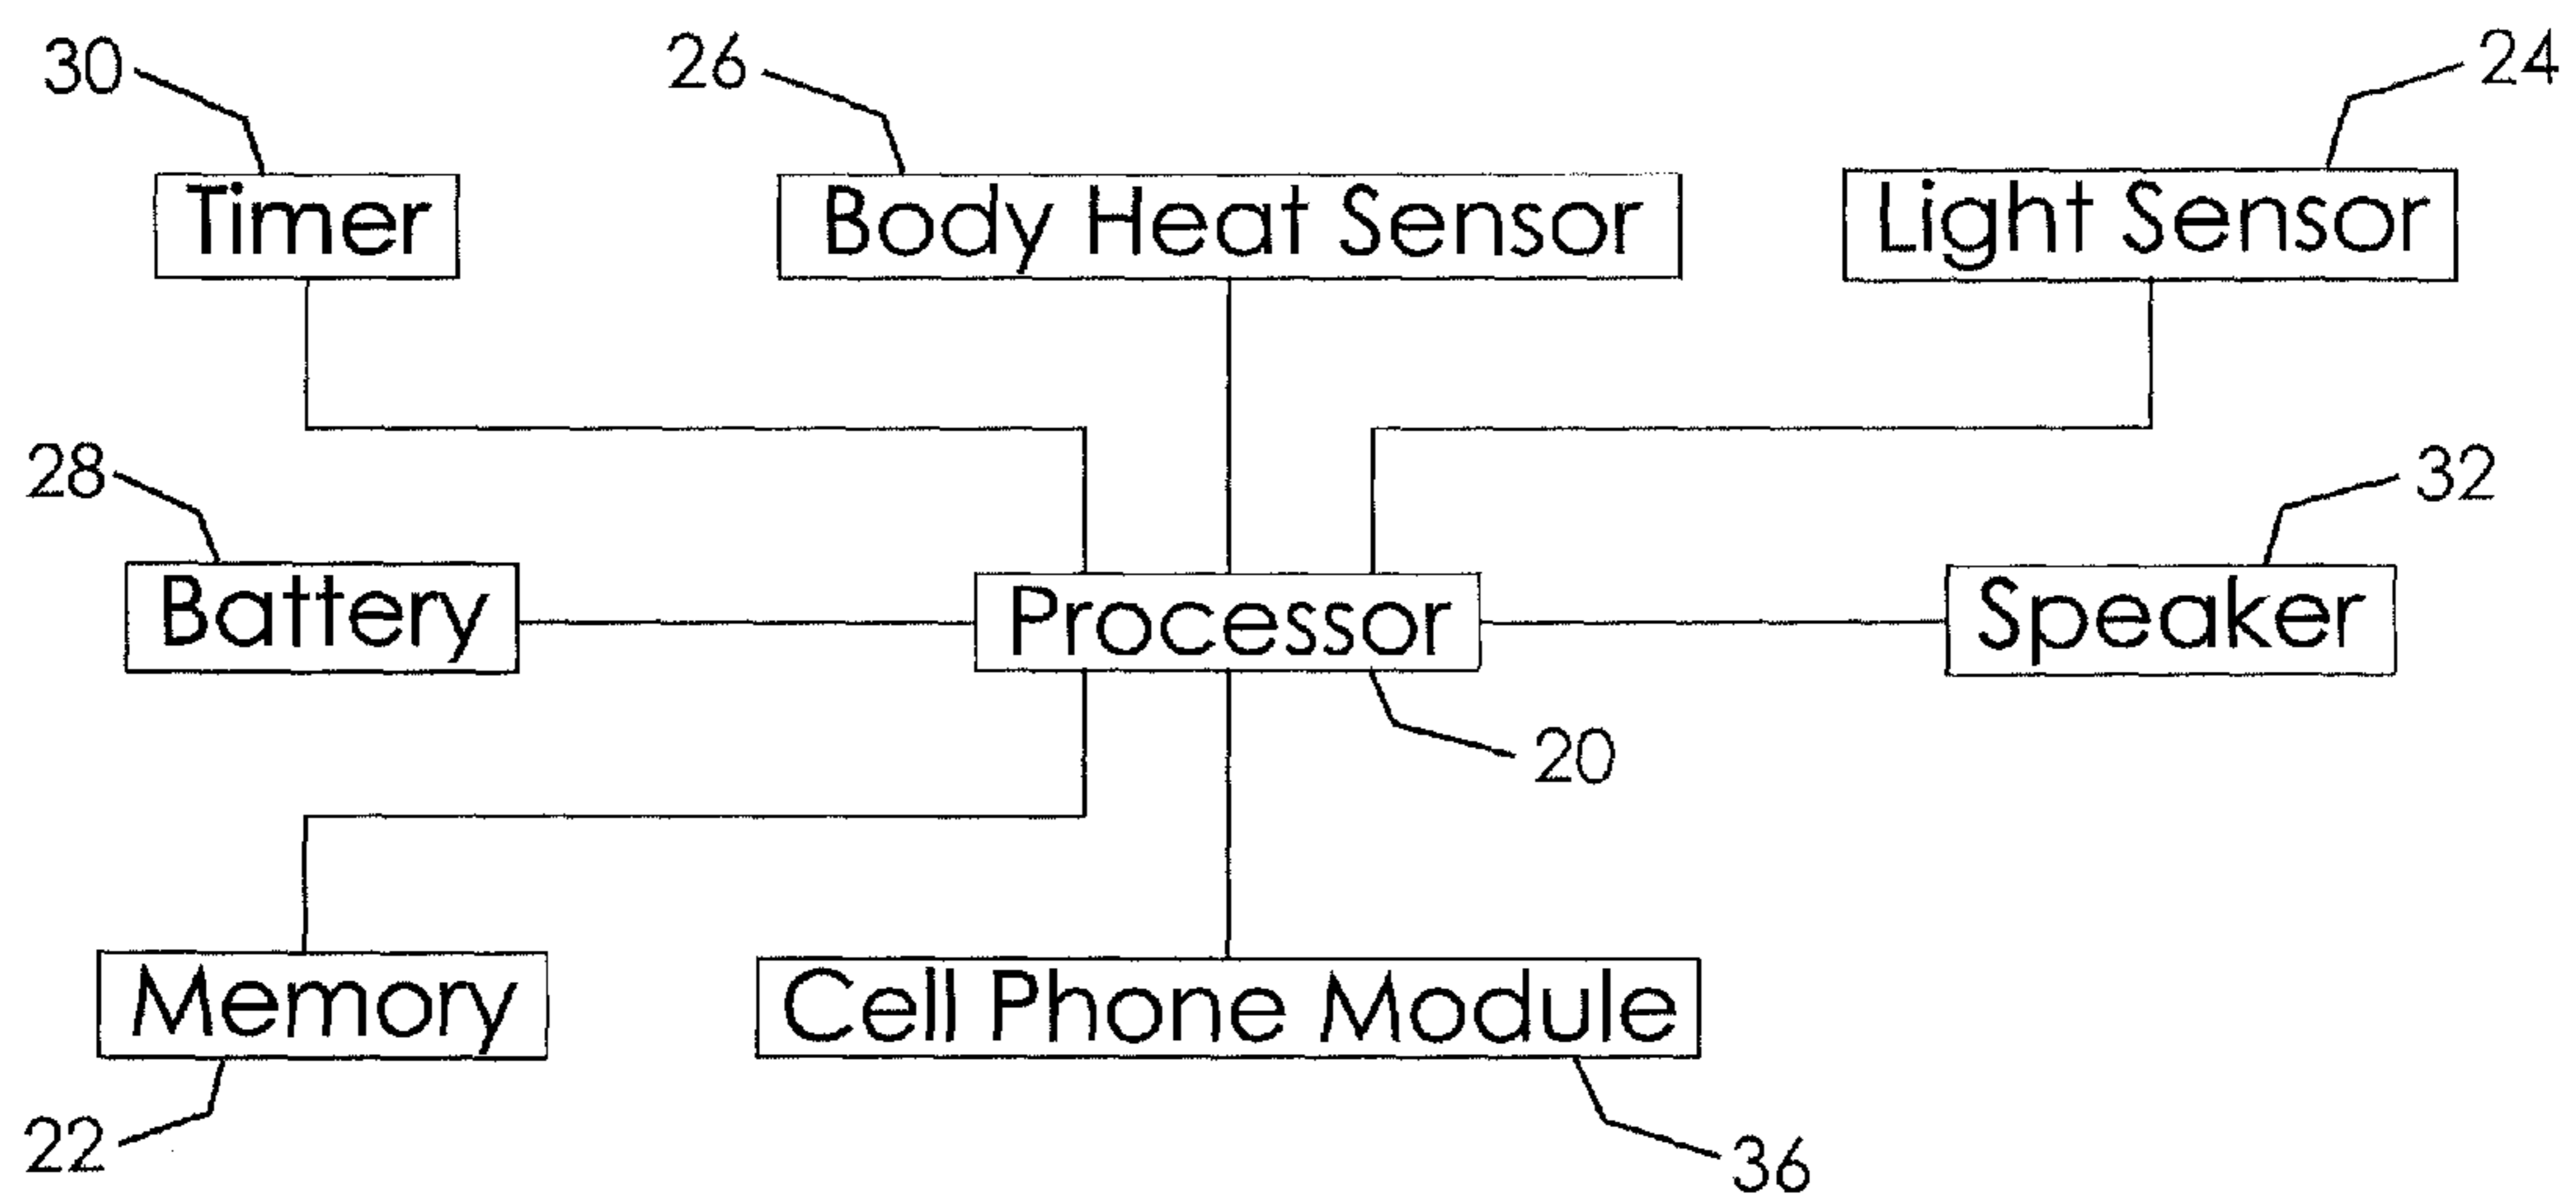 30
26
24
Timer
Body Heat Sensor
Light Sensor
28
32
Battery
Processor
Speaker
20
Memory
Cell Phone Module
22
36